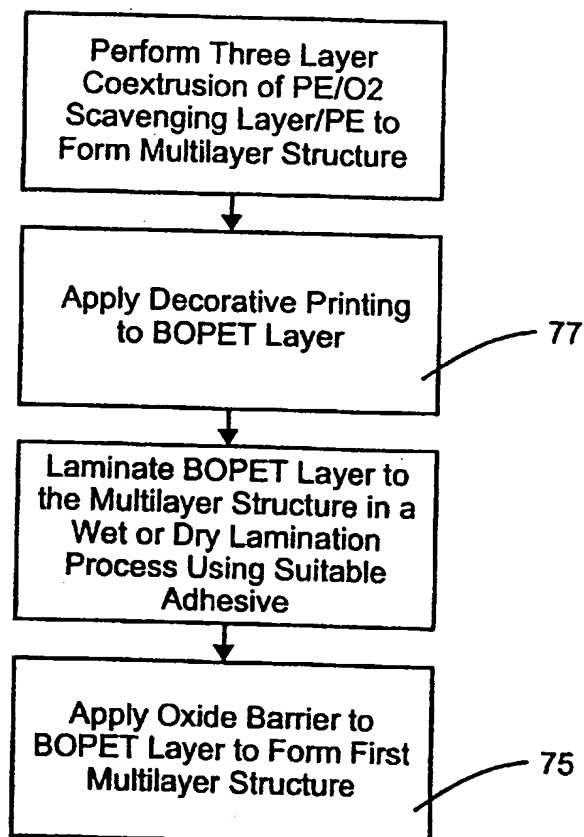 Perform Three Layer
Coextrusion of PE/O2
Scavenging Layer/PE to
Form Multilayer Structure
Apply Decorative Printing
to BOPET Layer
77
Laminate BOPET Layer to
the Multilayer Structure in a
Wet or Dry Lamination
Process Using Suitable
Adhesive
Apply Oxide Barrier to
BOPET Layer to Form First
Multilayer Structure
75